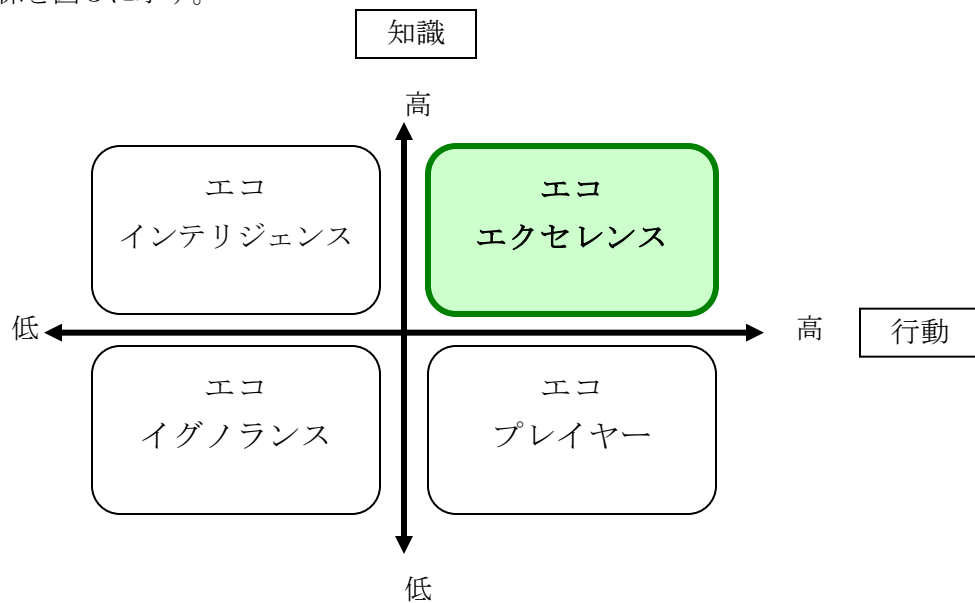 知識
高
エコ
インテリジェンス
エコ
エクセレンス
低
高
行動
エコ
イグノランス
エコ
プレイヤー
低